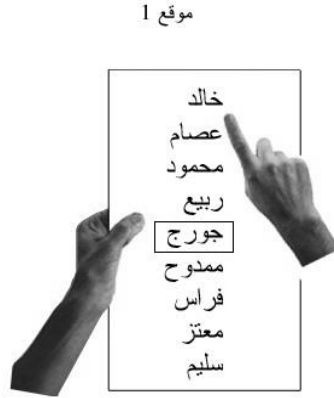 موقع 1
خالد
عصام
محمود
ربيع
جورج
ممدوح
فراس
معتز
سليم